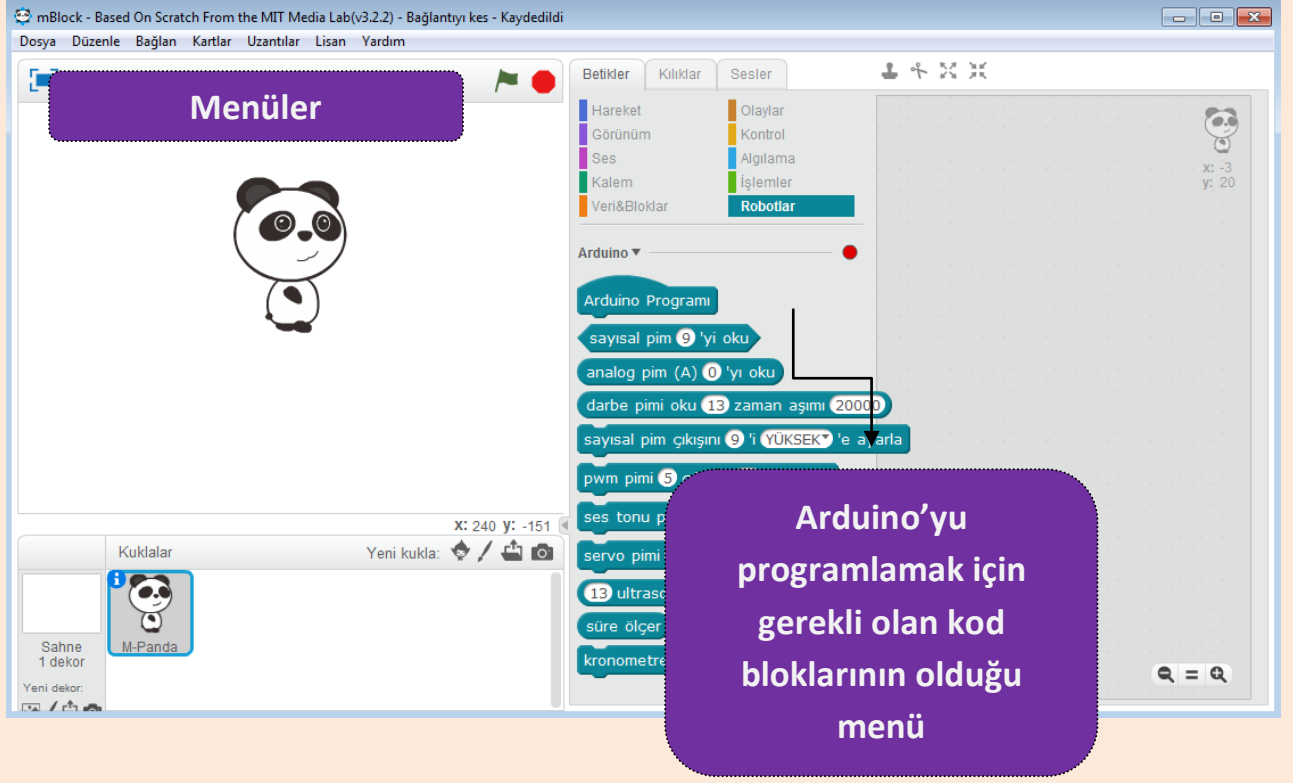 mBlock - Based On Scratch From the MIT Media Lab(v3.2.2) - Bağlantıyı kes - Kaydedildi
Dosya Düzenle Bağlan Kartlar Uzantılar Lisan Yardım
Menüler
Betikler Kılıklar Sesler
Hareket Olaylar
Görünüm Kontrol
Ses Algılama
Kalem İşlemler
Veri&Bloklar Robotlar
x: -3
y: 20
Arduino
Arduino Programı
sayısal pim 9 'yi oku
analog pim (A) 0 'yı oku
darbe pimi oku 13 zaman aşımı 20000
sayısal pim çıkışını 9 'i YÜKSEK 'e ayarla
pwm pimi 5
ses tonu
servo pimi
13
süre ölçer
kronometre
Arduino’yu
programlamak için
gerekli olan kod
bloklarının olduğu
menü
X: 240 y: -151
Kuklalar Yeni kukla:
Sahne
1 dekor
M-Panda
Yeni dekor: